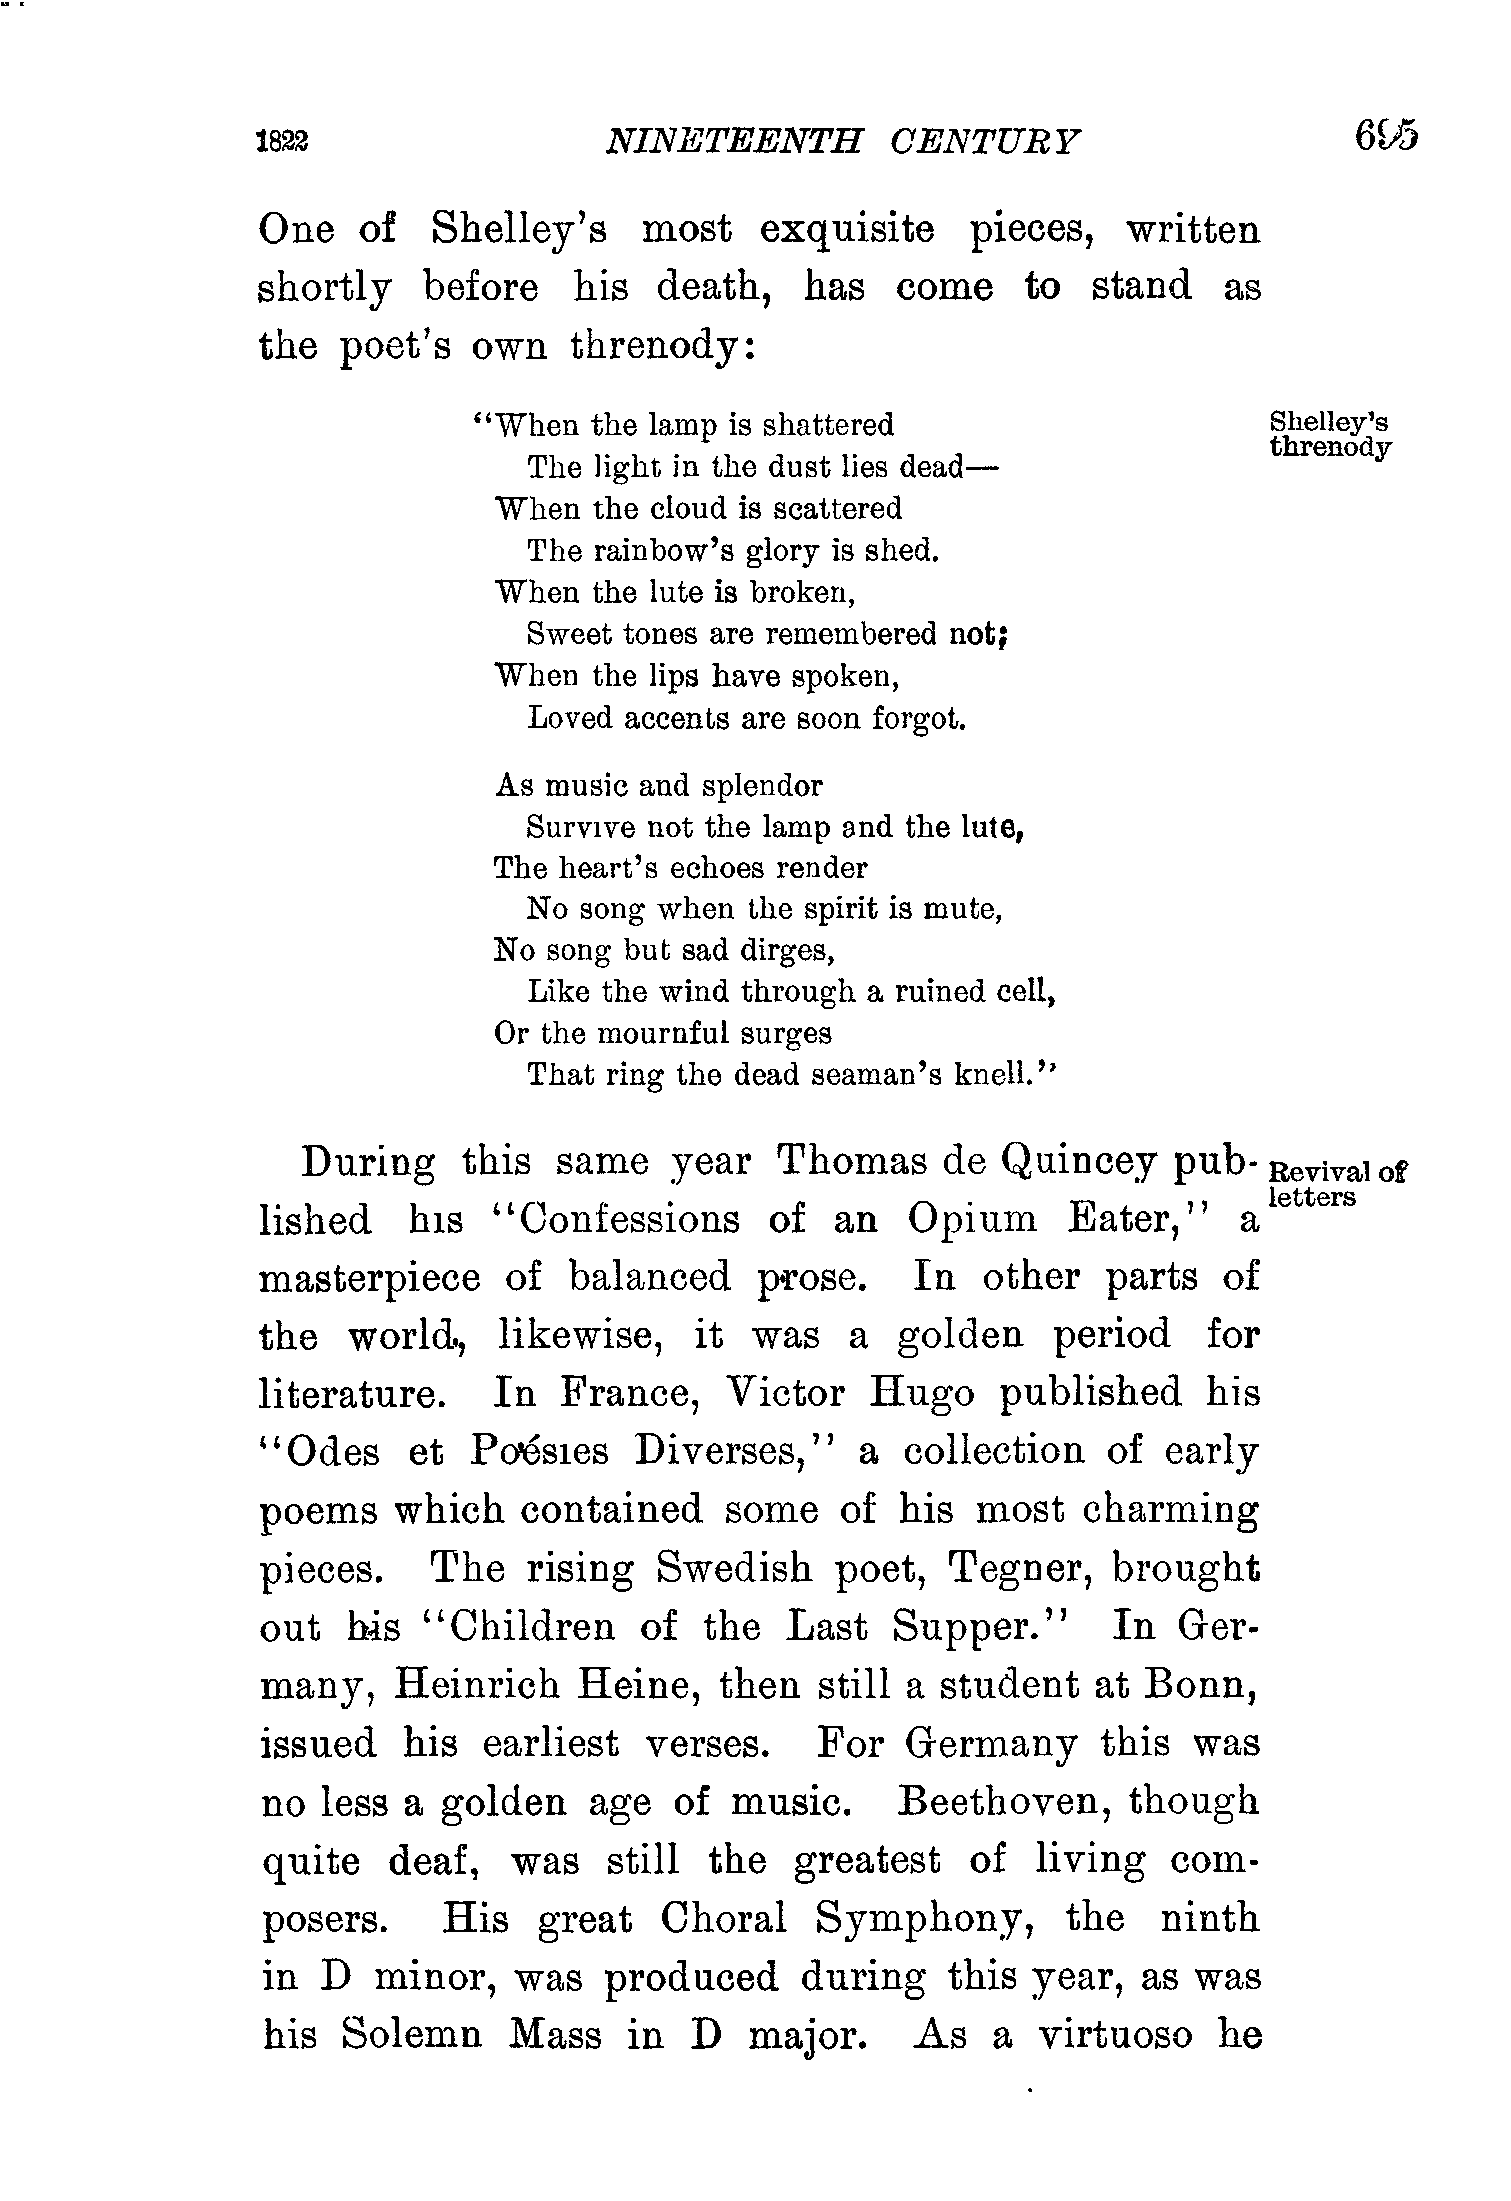 1822 NINETEENTH CENTURY 695
One of Shelley's most exquisite pieces, written
shortly before his death, has come to stand as
the poet's own threnody:
"When the lamp is shattered
The light in the dust lies dead—
When the cloud is scattered
The rainbow's glory is shed.
When the lute is broken,
Sweet tones are remembered not;
When the lips have spoken,
Loved accents are soon forgot.
Shelley's
threnody
As music and splendor
Survive not the lamp and the lute,
The heart's echoes render
No song when the spirit is mute,
No song but sad dirges,
Like the wind through a ruined cell,
Or the mournful surges
That ring the dead seaman's knell."
During this same year Thomas de Quincey pub-
lished his "Confessions of an Opium Eater," a
masterpiece of balanced prose. In other parts of
the world, likewise, it was a golden period for
literature. In France, Victor Hugo published his
"Odes et Poésies Diverses," a collection of early
poems which contained some of his most charming
pieces. The rising Swedish poet, Tegner, brought
out his "Children of the Last Supper." In Ger-
many, Heinrich Heine, then still a student at Bonn,
issued his earliest verses. For Germany this was
no less a golden age of music. Beethoven, though
quite deaf, was still the greatest of living com-
posers. His great Choral Symphony, the ninth
in D minor, was produced during this year, as was
his Solemn Mass in D major. As a virtuoso he
Revival of
letters